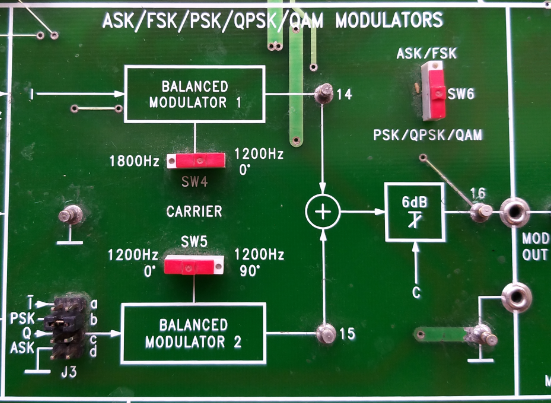 ASK/FSK/PSK/QPSK/QAM MODULATORS
ASK/FSK
SW6
PSK/QPSK/QAM
I
BALANCED
MODULATOR 1
14
1800Hz
1200Hz
0°
SW4
CARRIER
SW5
1200Hz
0°
1200Hz
90°
+
6dB
16
MOD
OUT
C
I
PSK
Q
ASK
a
b
c
d
J3
BALANCED
MODULATOR 2
15